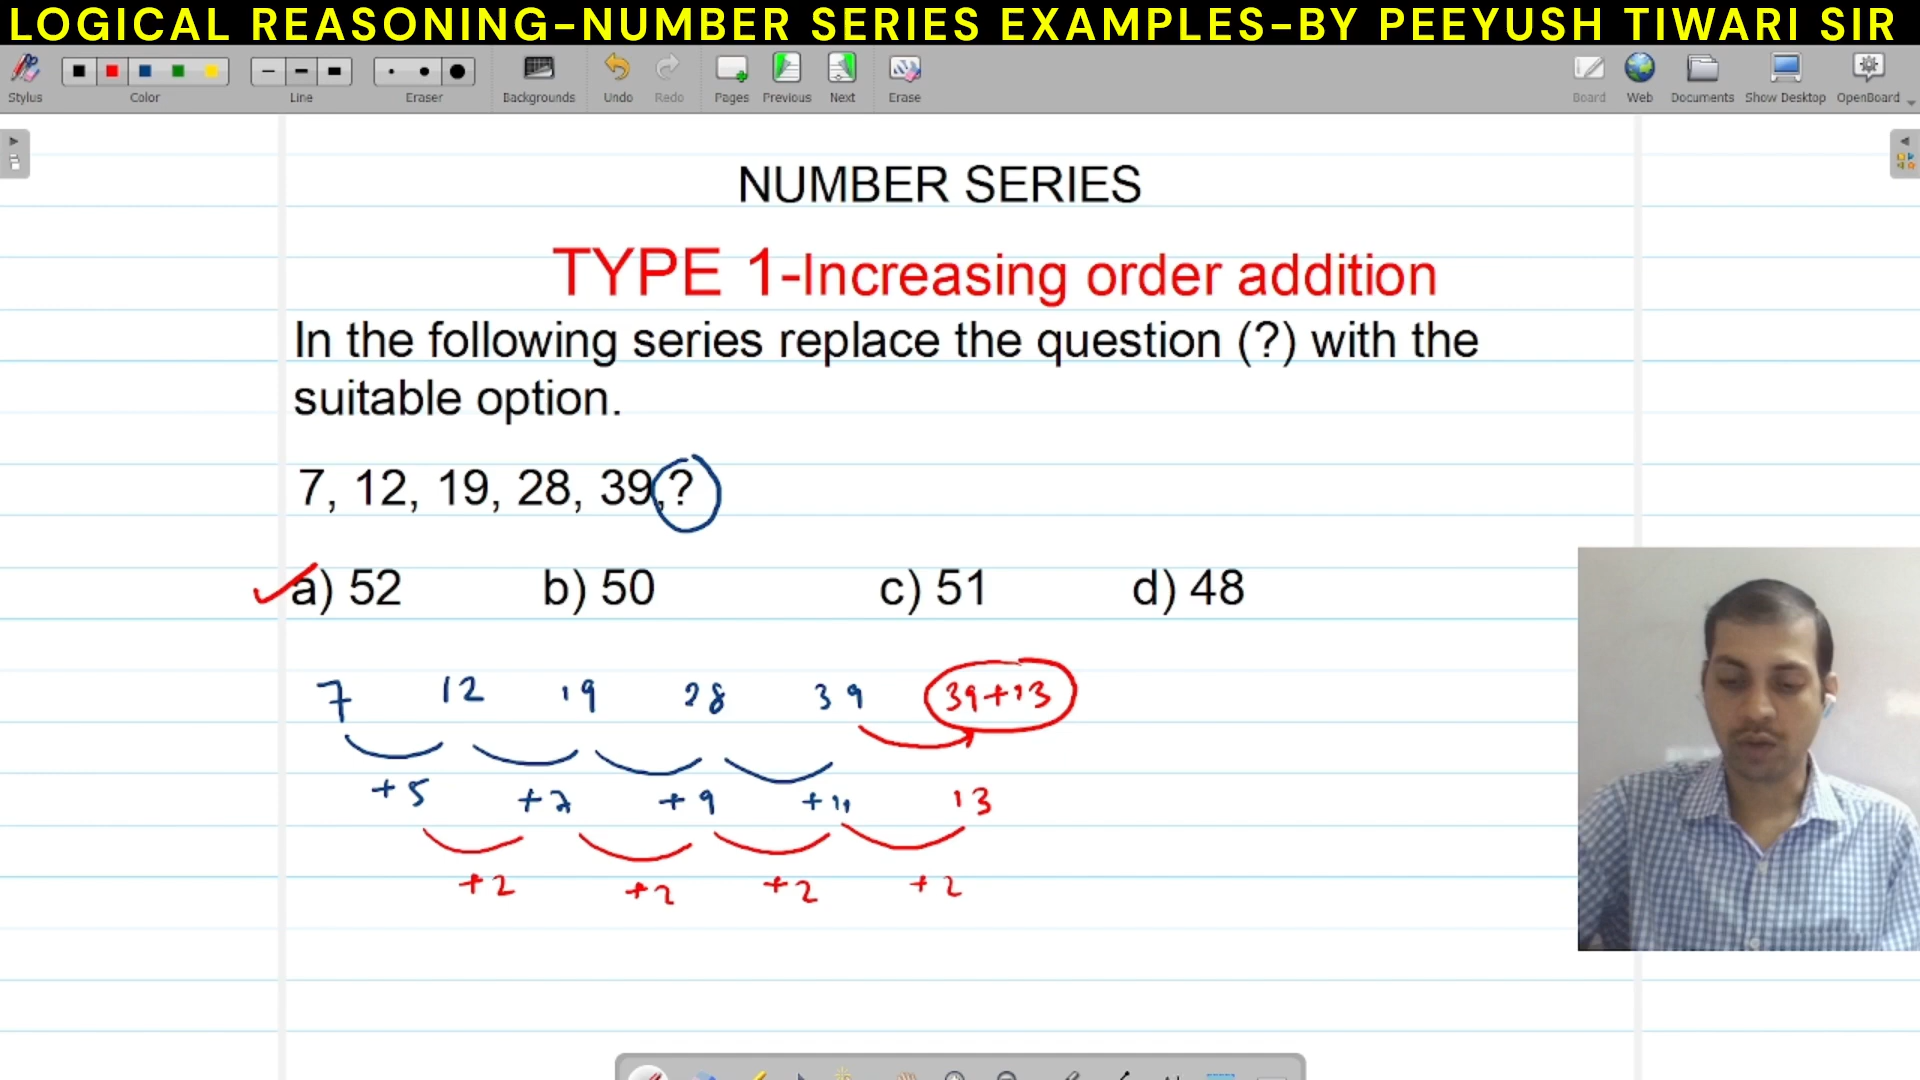 LOGICAL REASONING-NUMBER SERIES EXAMPLES-BY PEEYUSH TIWARI SIR
Stylus Color Line Eraser Backgrounds Undo Redo Pages Previous Next Erase Board Web Documents Show Desktop OpenBoard
NUMBER SERIES
TYPE 1-Increasing order addition
In the following series replace the question (?) with the
suitable option.
7, 12, 19, 28, 39,?
a) 52 b) 50 c) 51 d) 48
7 12 19 28 39 39+13
+5 +7 +9 +11 13
+2 +2 +2 +2